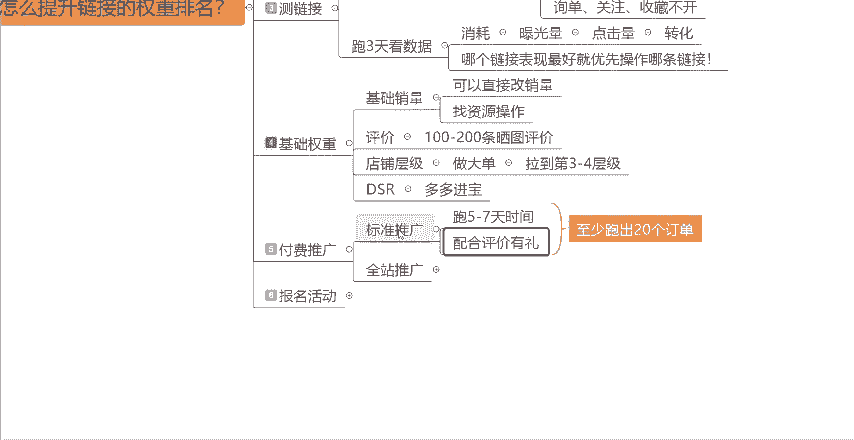 怎么提升链接的权重排名?
3 测链接
询单、关注、收藏不开
跑3天看数据
消耗 曝光量 点击量 转化
哪个链接表现最好就优先操作哪条链接!
4 基础权重
基础销量
可以直接改销量
找资源操作
评价 100-200条晒图评价
店铺层级 做大单 拉到第3-4层级
DSR 多多进宝
5 付费推广
标准推广
跑5-7天时间
配合评价有礼
至少跑出20个订单
全站推广
6 报名活动